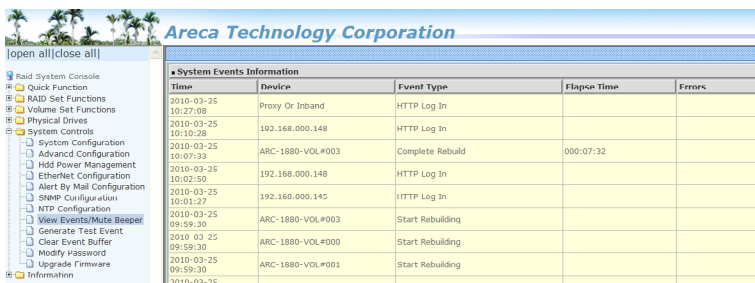 Areca Technology Corporation
|open all|close all|
Raid System Console
Quick Function
RAID Set Functions
Volume Set Functions
Physical Drives
System Controls
System Configuration
Advancd Configuration
Hdd Power Management
EtherNet Configuration
Alert By Mail Configuration
SNMP Configuration
NTP Configuration
View Events/Mute Beeper
Generate Test Event
Clear Event Buffer
Modify Password
Upgrade Firmware
Information
System Events Information
Time Device Event Type Elapse Time Errors
2010-03-25 10:27:08 Proxy Or Inband HTTP Log In
2010-03-25 10:10:28 192.168.000.148 HTTP Log In
2010-03-25 10:07:33 ARC-1880-VOL#003 Complete Rebuild 000:07:32
2010-03-25 10:02:50 192.168.000.148 HTTP Log In
2010-03-25 10:01:27 192.168.000.145 HTTP Log In
2010-03-25 09:59:30 ARC-1880-VOL#003 Start Rebuilding
2010-03-25 09:59:30 ARC-1880-VOL#000 Start Rebuilding
2010-03-25 09:59:30 ARC-1880-VOL#001 Start Rebuilding
2010-03-25